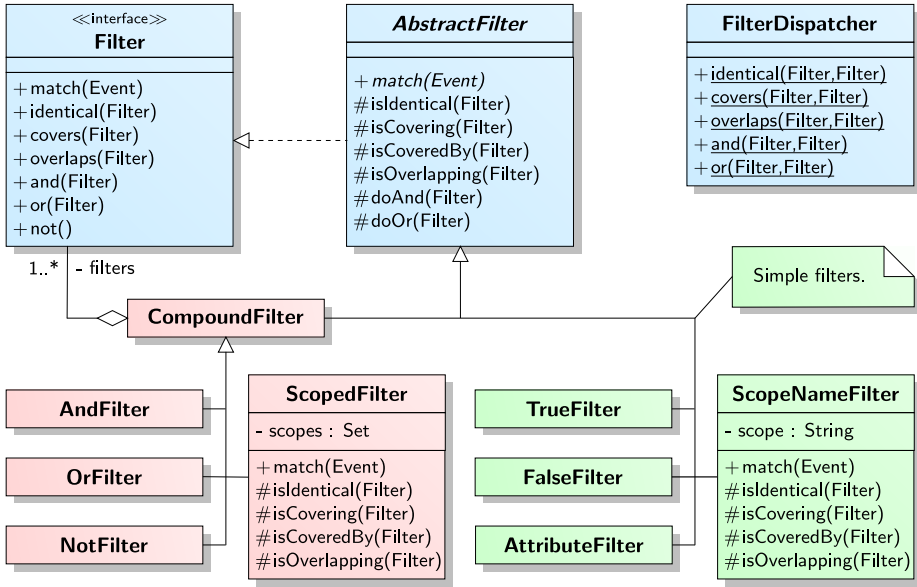 ≪interface≫
Filter
+ match(Event)
+ identical(Filter)
+ covers(Filter)
+ overlaps(Filter)
+ and(Filter)
+ or(Filter)
+ not()
AbstractFilter
+ match(Event)
# isIdentical(Filter)
# isCovering(Filter)
# isCoveredBy(Filter)
# isOverlapping(Filter)
# doAnd(Filter)
# doOr(Filter)
FilterDispatcher
+ identical(Filter,Filter)
+ covers(Filter,Filter)
+ overlaps(Filter,Filter)
+ and(Filter,Filter)
+ or(Filter,Filter)
1..* - filters
Simple filters.
CompoundFilter
AndFilter
OrFilter
NotFilter
ScopedFilter
- scopes : Set
+ match(Event)
# isIdentical(Filter)
# isCovering(Filter)
# isCoveredBy(Filter)
# isOverlapping(Filter)
TrueFilter
FalseFilter
AttributeFilter
ScopeNameFilter
- scope : String
+ match(Event)
# isIdentical(Filter)
# isCovering(Filter)
# isCoveredBy(Filter)
# isOverlapping(Filter)